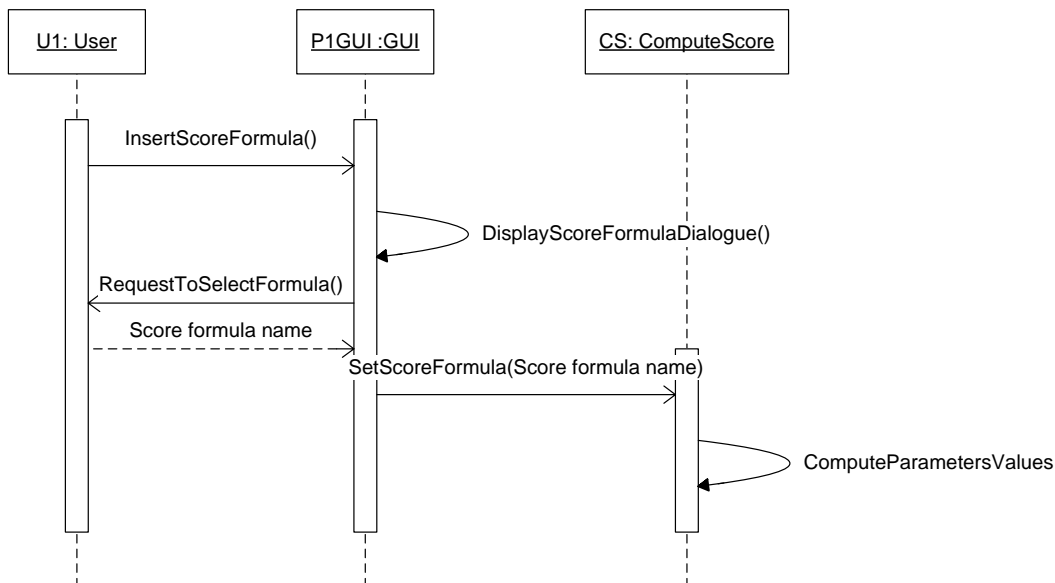 U1: User
P1GUI :GUI
CS: ComputeScore
InsertScoreFormula()
DisplayScoreFormulaDialogue()
RequestToSelectFormula()
Score formula name
SetScoreFormula(Score formula name)
ComputeParametersValues